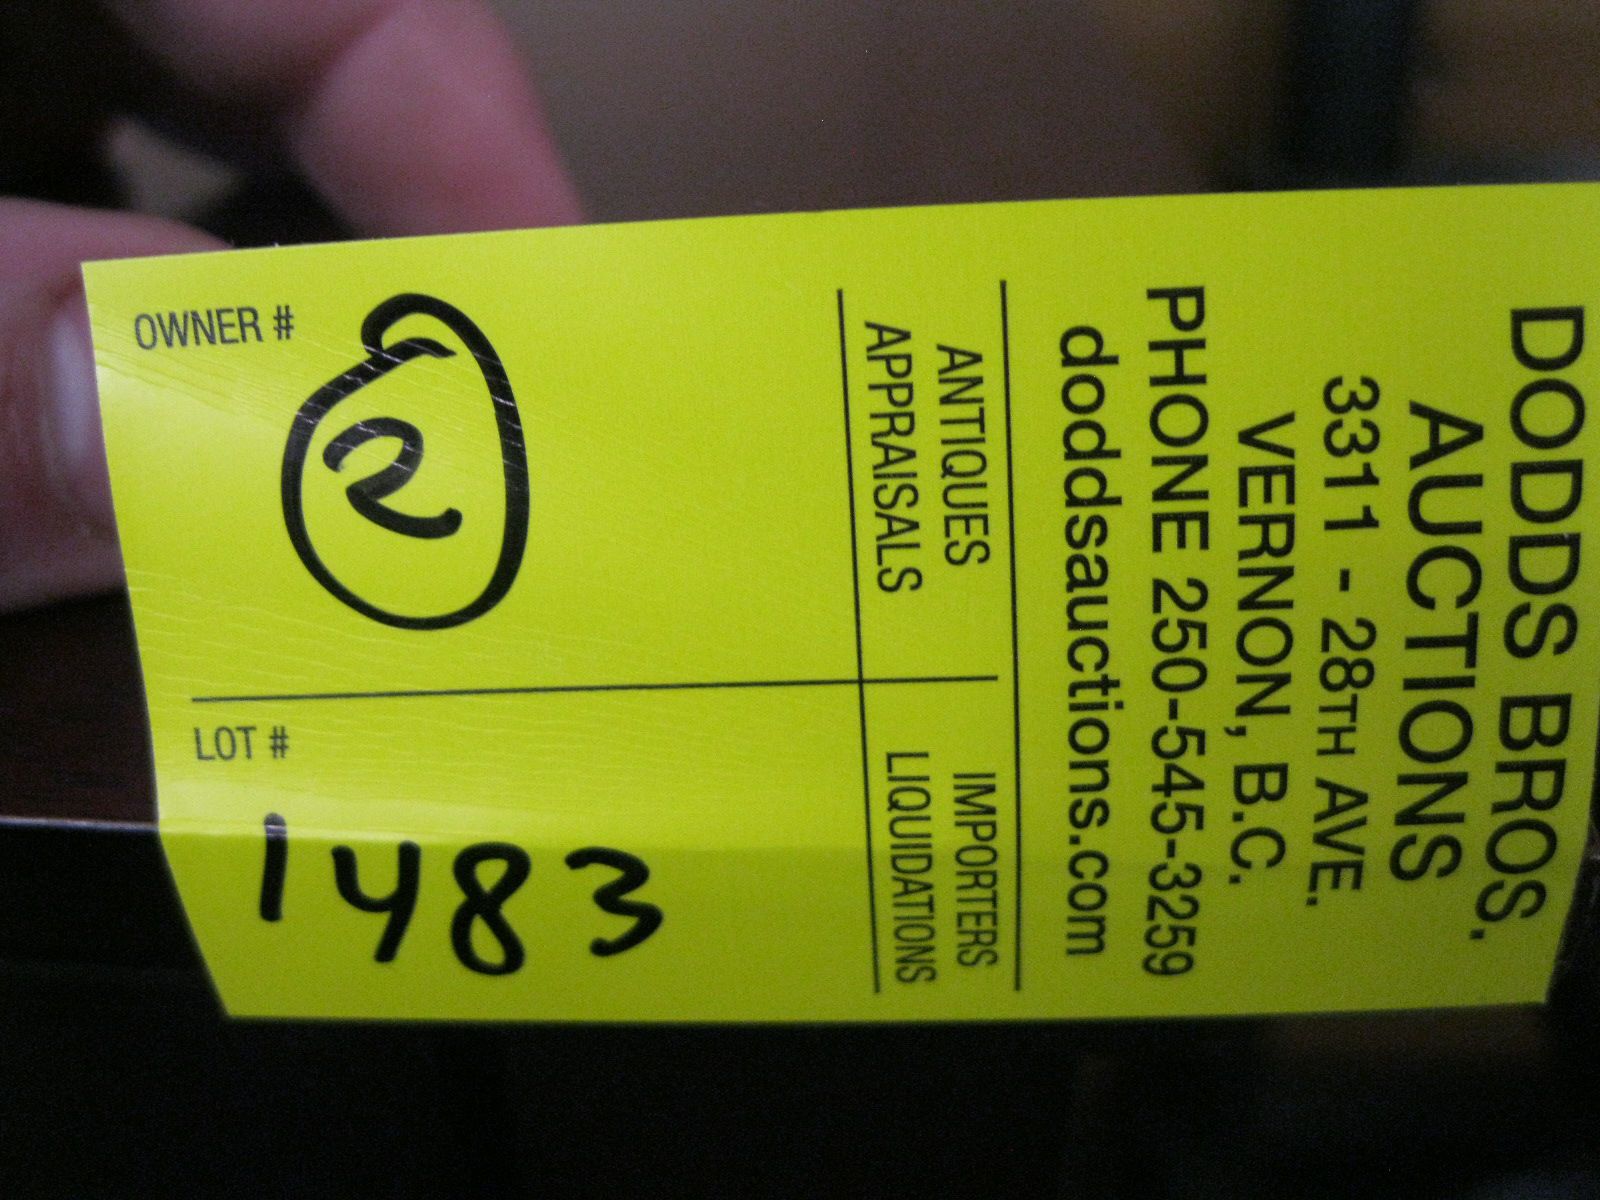 DODDS BROS.
AUCTIONS
3311 - 28TH AVE.
VERNON, B.C.
PHONE 250-545-3259
doddsauctions.com
ANTIQUES
APPRAISALS
IMPORTERS
LIQUIDATIONS
OWNER #
2
LOT #
1483